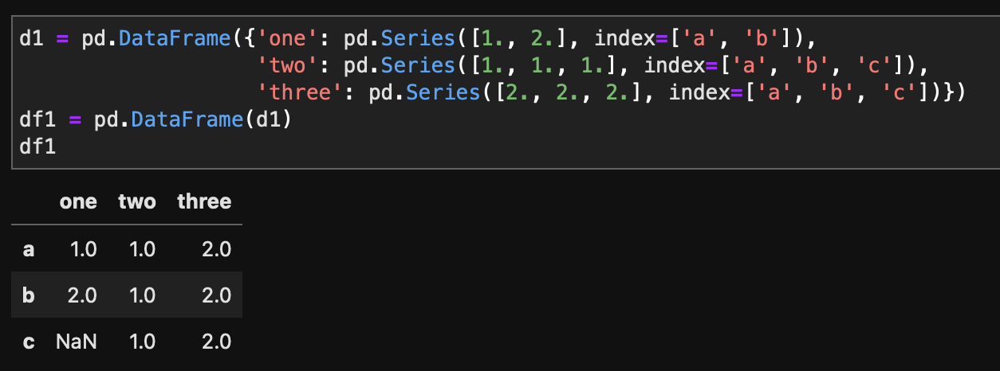 d1 = pd.DataFrame({'one': pd.Series([1., 2.], index=['a', 'b']),
                   'two': pd.Series([1., 1., 1.], index=['a', 'b', 'c']),
                   'three': pd.Series([2., 2., 2.], index=['a', 'b', 'c'])})
df1 = pd.DataFrame(d1)
df1
one two three
a 1.0 1.0 2.0
b 2.0 1.0 2.0
c NaN 1.0 2.0